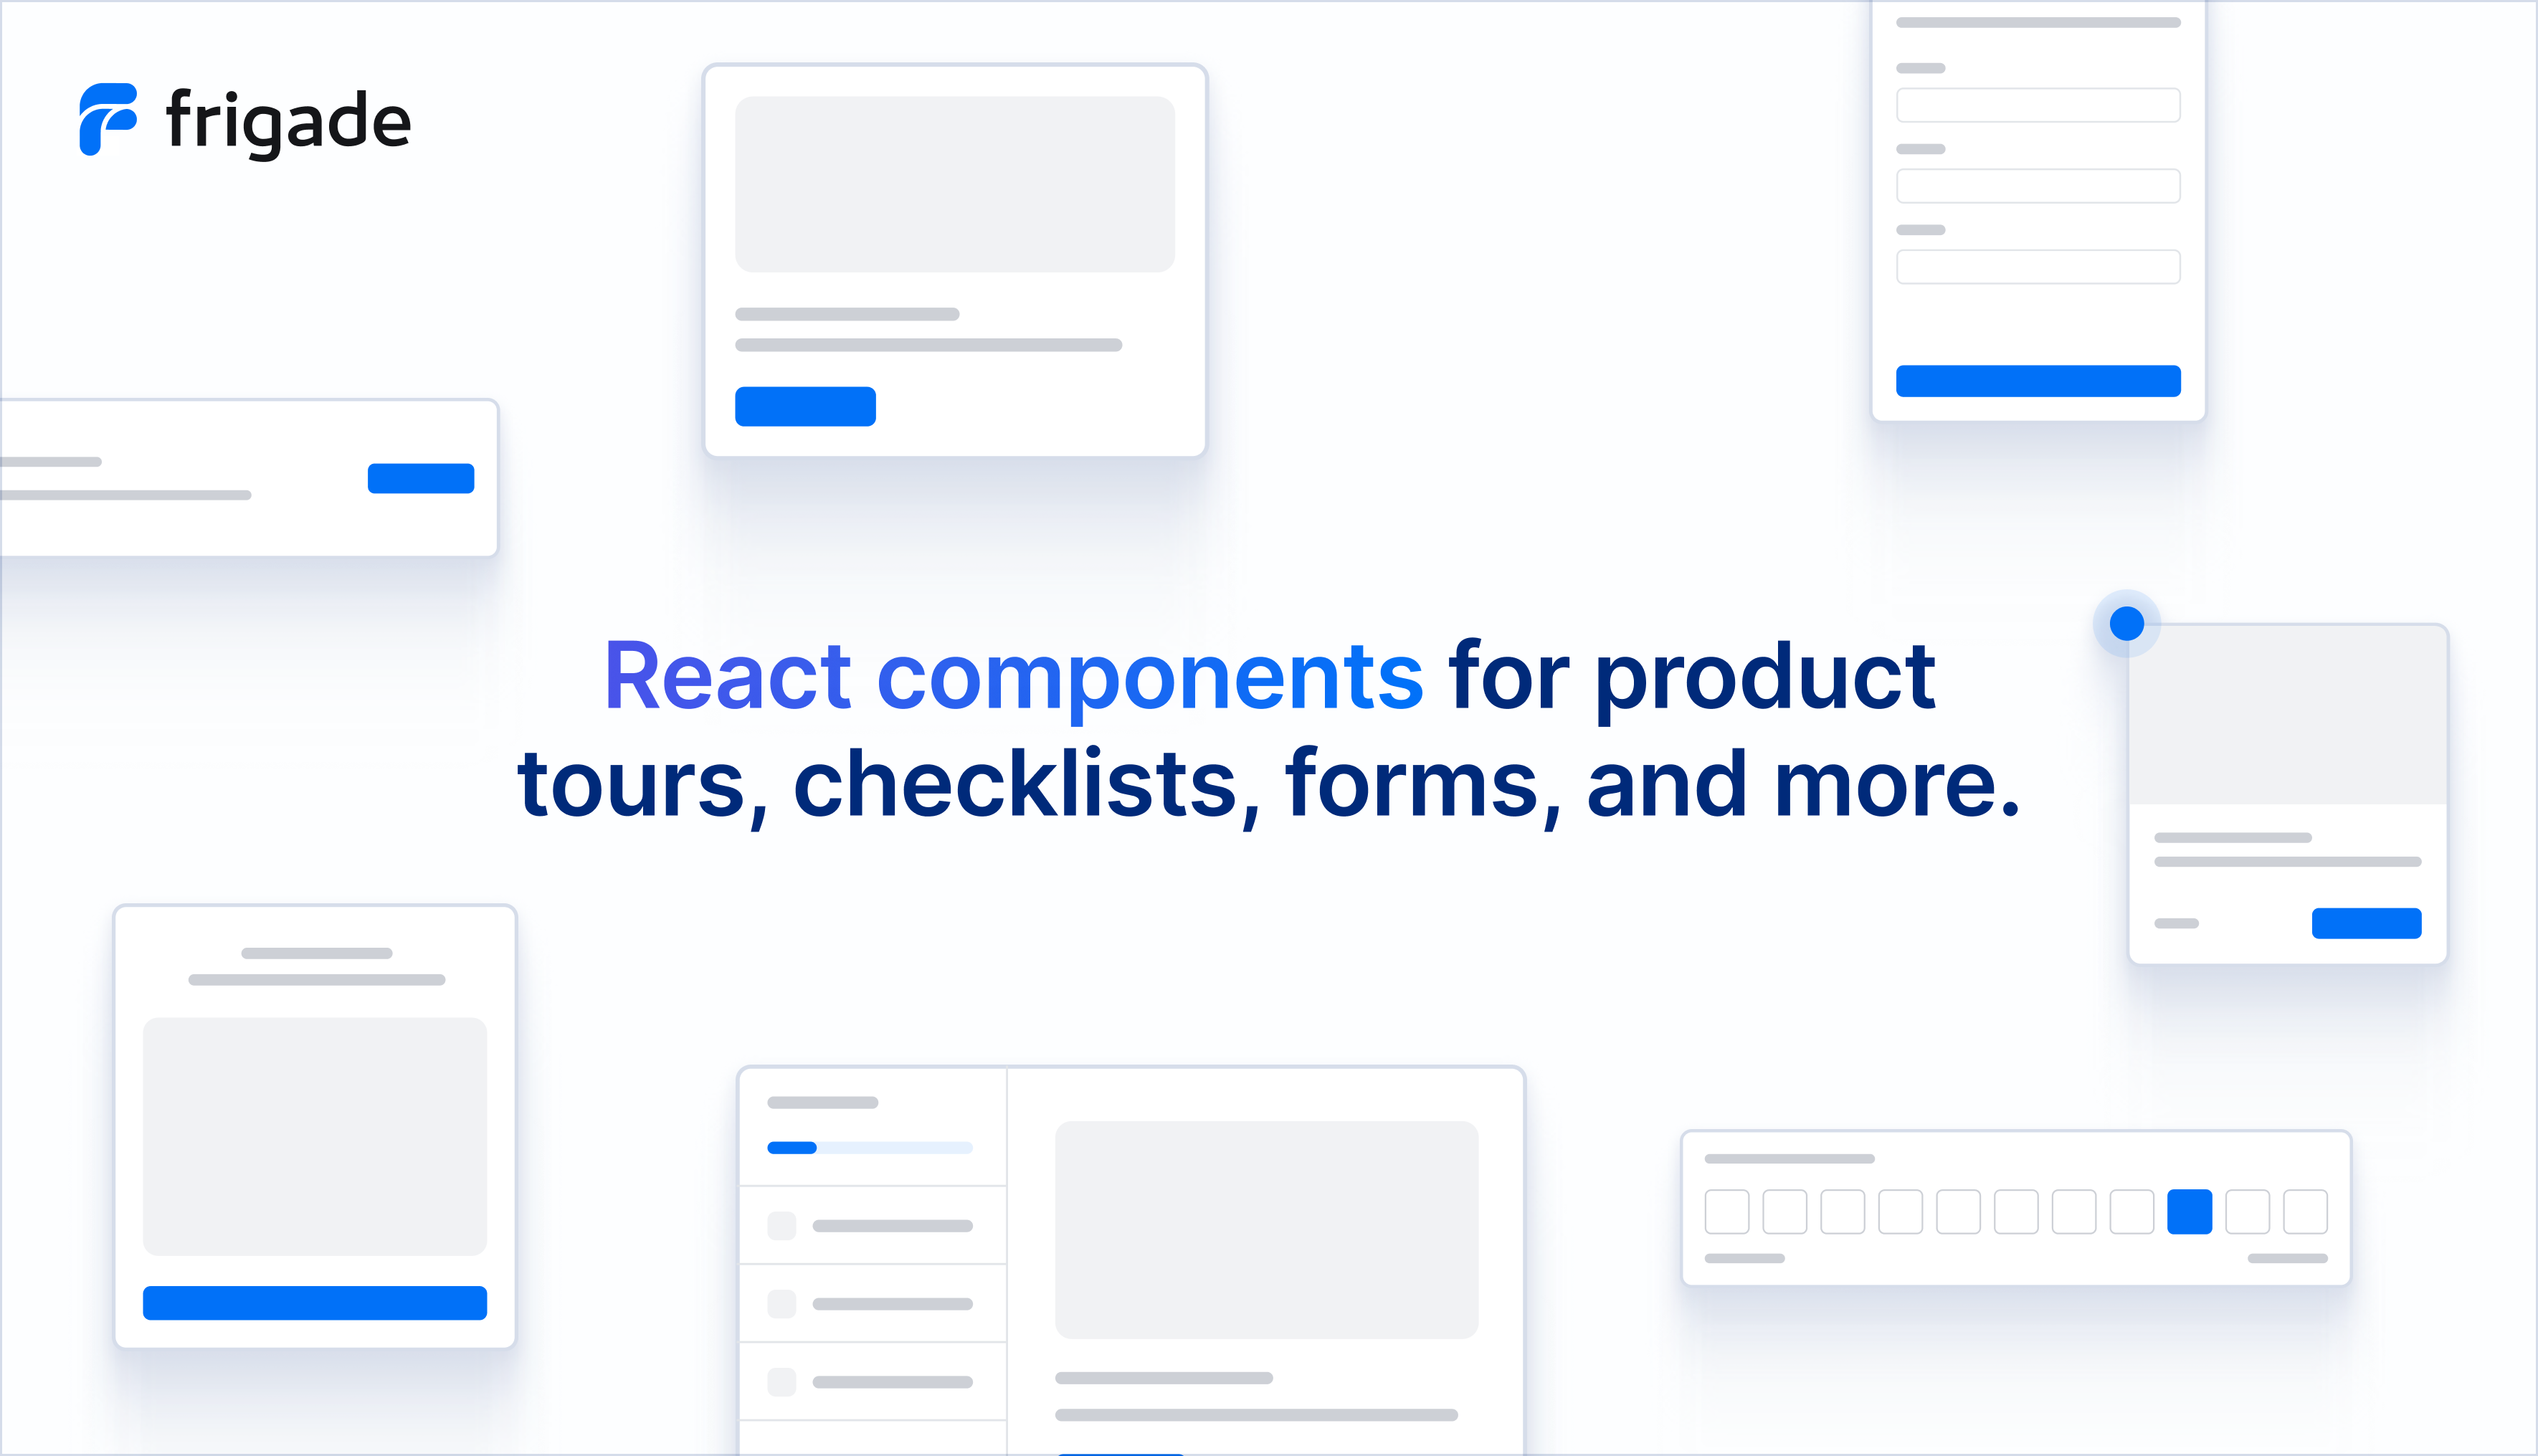 frigade
React components for product
tours, checklists, forms, and more.